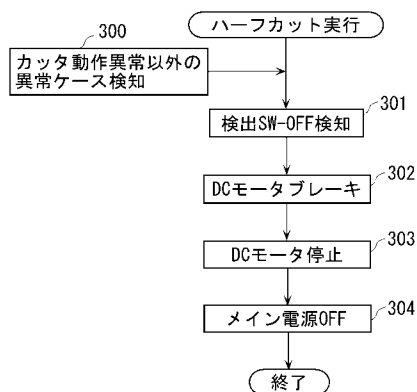 ハーフカット実行
300
カッタ動作異常以外の
異常ケース検知
301
検出SW-OFF検知
302
DCモータブレーキ
303
DCモータ停止
304
メイン電源OFF
終了